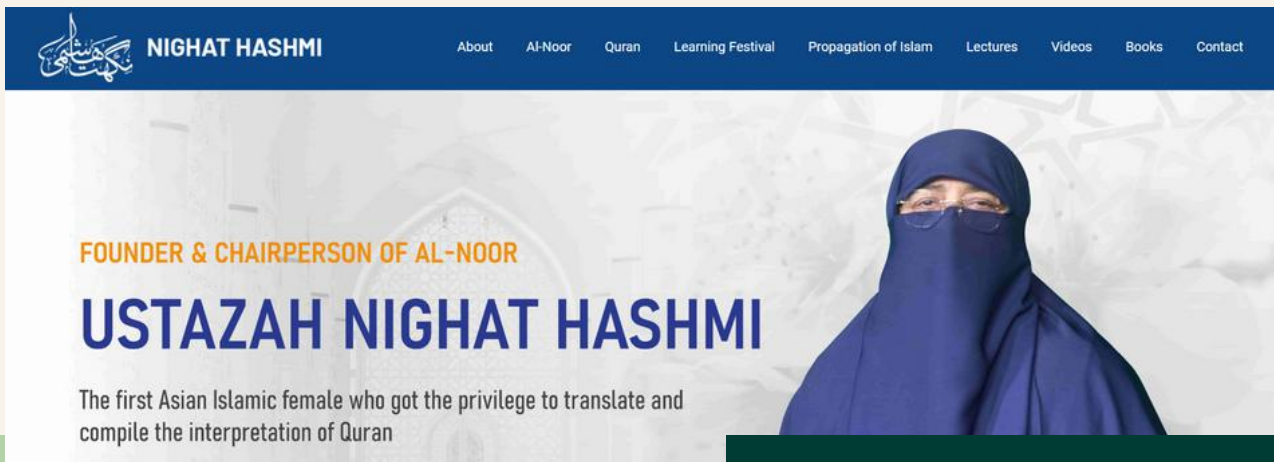 نگہت ہاشمی
NIGHAT HASHMI
About Al-Noor Quran Learning Festival Propagation of Islam Lectures Videos Books Contact
FOUNDER & CHAIRPERSON OF AL-NOOR
USTAZAH NIGHAT HASHMI
The first Asian Islamic female who got the privilege to translate and
compile the interpretation of Quran